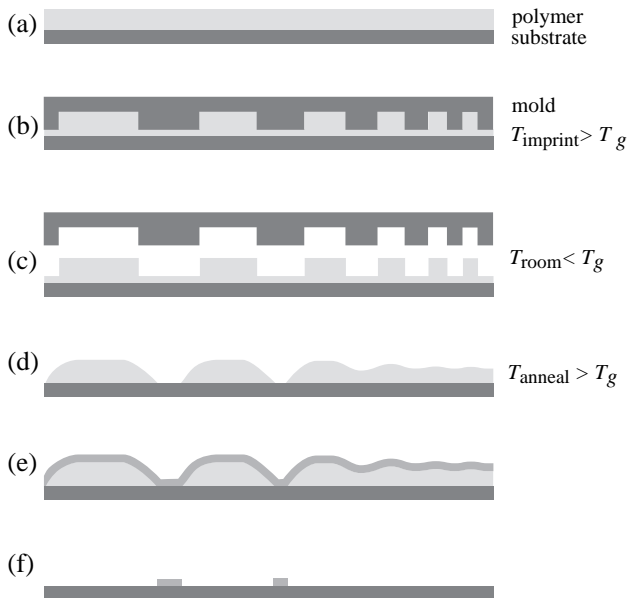 (a)
polymer
substrate
(b)
mold
Timprint> Tg
(c)
Troom< Tg
(d)
Tanneal > Tg
(e)
(f)